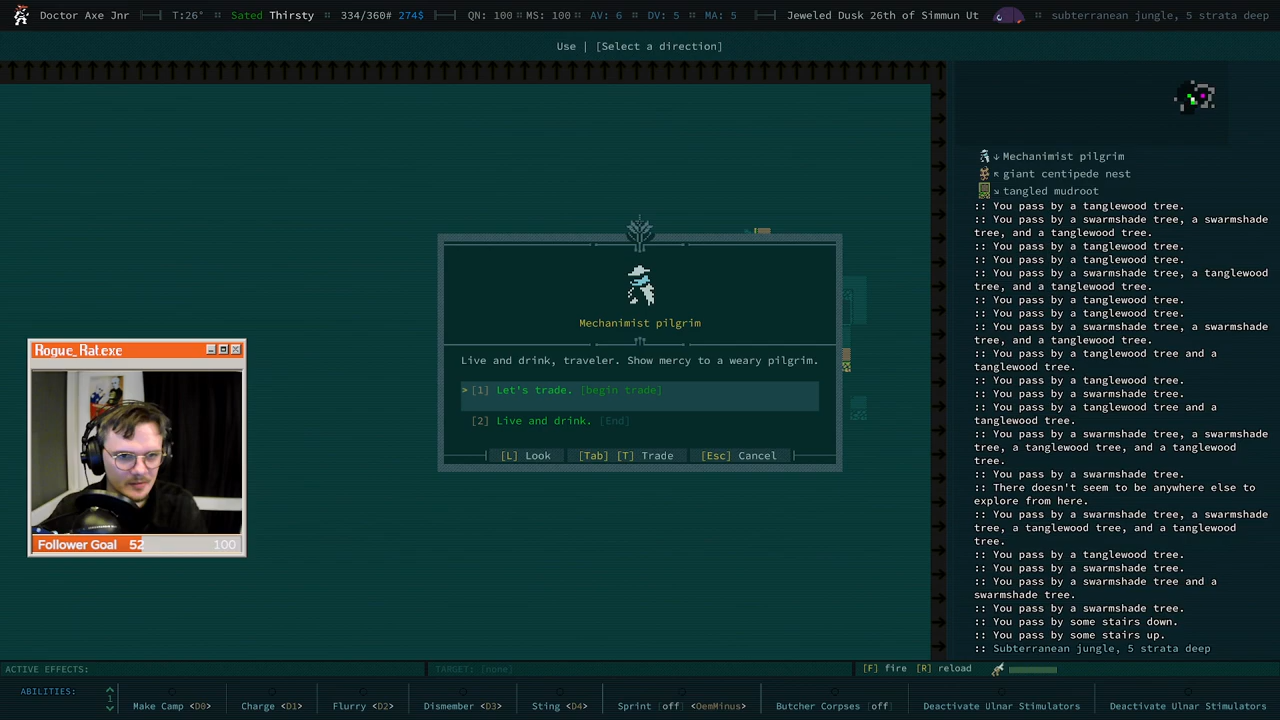 Doctor Axe Jnr T:26° Sated Thirsty 334/360# 274$ QN: 100 MS: 100 AV: 6 DV: 5 MA: 5 Jeweled Dusk 26th of Simmun Ut subterranean jungle, 5 strata deep
Use | [Select a direction]
Mechanimist pilgrim
giant centipede nest
tangled mudroot
:: You pass by a tanglewood tree.
:: You pass by a swarmshade tree, a swarmshade
tree, and a tanglewood tree.
:: You pass by a tanglewood tree.
:: You pass by a tanglewood tree.
:: You pass by a swarmshade tree, a tanglewood
tree, and a tanglewood tree.
:: You pass by a tanglewood tree.
:: You pass by a tanglewood tree.
:: You pass by a swarmshade tree, a swarmshade
tree, and a tanglewood tree.
:: You pass by a tanglewood tree and a
tanglewood tree.
:: You pass by a tanglewood tree.
:: You pass by a swarmshade tree.
:: You pass by a tanglewood tree and a
tanglewood tree.
:: You pass by a swarmshade tree, a swarmshade
tree, a tanglewood tree, and a tanglewood
tree.
:: You pass by a swarmshade tree.
:: There doesn't seem to be anywhere else to
explore from here.
:: You pass by a swarmshade tree, a swarmshade
tree, a tanglewood tree, and a tanglewood
tree.
:: You pass by a tanglewood tree.
:: You pass by a swarmshade tree.
:: You pass by a swarmshade tree and a
swarmshade tree.
:: You pass by a swarmshade tree.
:: You pass by some stairs down.
:: You pass by some stairs up.
:: Subterranean jungle, 5 strata deep
Mechanimist pilgrim
Live and drink, traveler. Show mercy to a weary pilgrim.
> [1] Let's trade. [begin trade]
[2] Live and drink. [End]
[L] Look [Tab] [T] Trade [Esc] Cancel
Rogue_Rat.exe
Follower Goal 52 100
ACTIVE EFFECTS: TARGET: [none] [F] fire [R] reload
ABILITIES: 1 Make Camp <D0> Charge <D1> Flurry <D2> Dismember <D3> Sting <D4> Sprint [off] <OemMinus> Butcher Corpses [off] Deactivate Ulnar Stimulators Deactivate Ulnar Stimulators